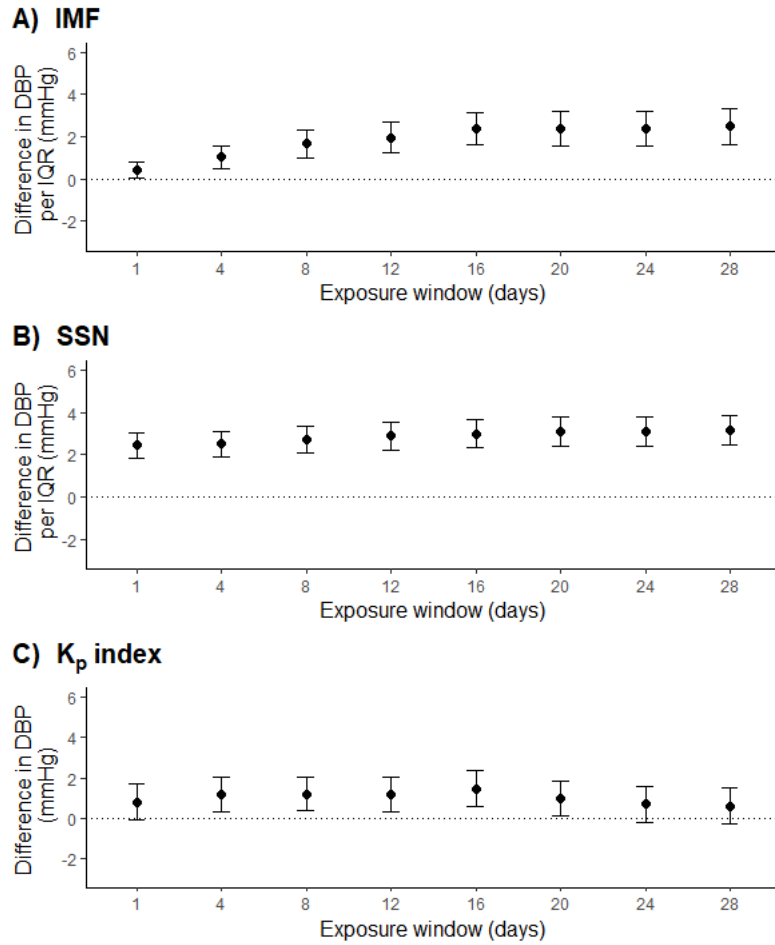 A) IMF
Difference in DBP
per IQR (mmHg)
6
4
2
0
-2
1 4 8 12 16 20 24 28
Exposure window (days)
B) SSN
Difference in DBP
per IQR (mmHg)
6
4
2
0
-2
1 4 8 12 16 20 24 28
Exposure window (days)
C) Kp index
Difference in DBP
(mmHg)
6
4
2
0
-2
1 4 8 12 16 20 24 28
Exposure window (days)